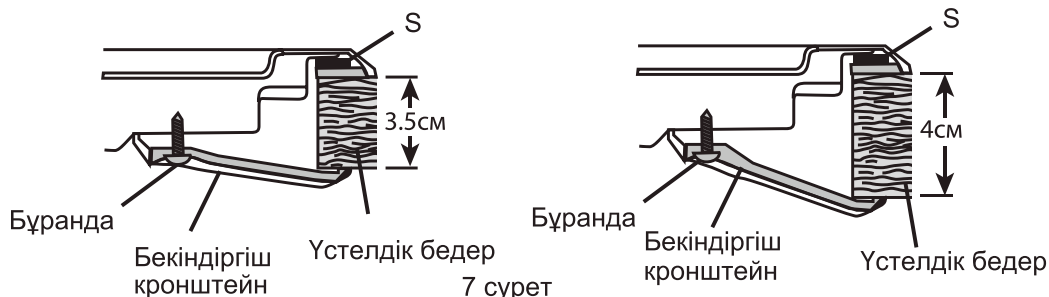 S
3.5см
Бұранда
Бекіндіргіш
кронштейн
Үстелдік бедер
S
4см
Бұранда
Бекіндіргіш
кронштейн
Үстелдік бедер
7 сурет